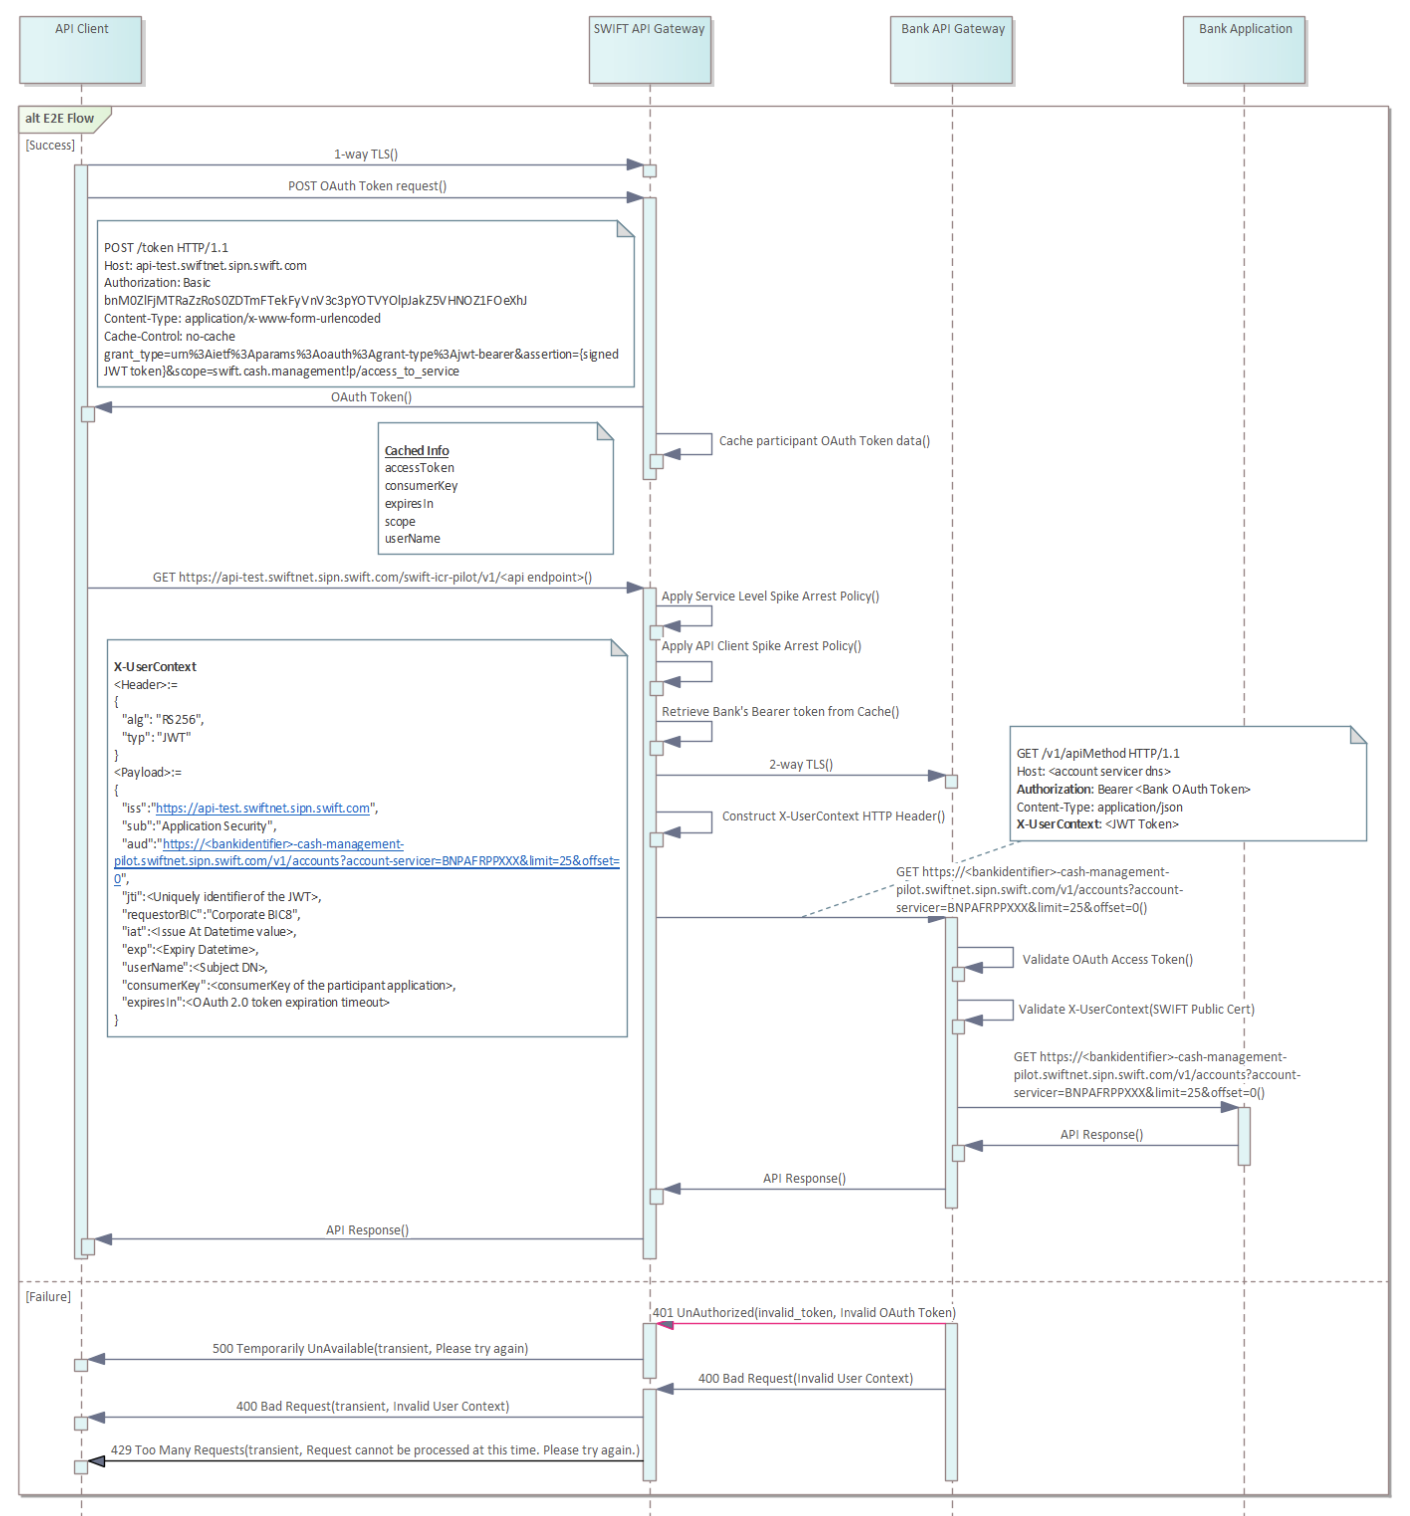 API Client
SWIFT API Gateway
Bank API Gateway
Bank Application
alt E2E Flow
[Success]
1-way TLS()
POST OAuth Token request()
POST /token HTTP/1.1
Host: api-test.swiftnet.sipn.swift.com
Authorization: Basic
bnM0ZlFjMTRaZzRoS0ZDTmFTekFyVnV3c3pYOTVYOlpJakZ5VHNOZ1FOeXhJ
Content-Type: application/x-www-form-urlencoded
Cache-Control: no-cache
grant_type=urn%3Aietf%3Aparams%3Aoauth%3Agrant-type%3Ajwt-bearer&assertion={signed
JWT token}&scope=swift.cash.management!p/access_to_service
OAuth Token()
Cache participant OAuth Token data()
Cached Info
accessToken
consumerKey
expiresIn
scope
userName
GET https://api-test.swiftnet.sipn.swift.com/swift-icr-pilot/v1/<api endpoint>()
Apply Service Level Spike Arrest Policy()
Apply API Client Spike Arrest Policy()
Retrieve Bank's Bearer token from Cache()
X-UserContext
<Header>:=
{
"alg": "RS256",
"typ": "JWT"
}
<Payload>:=
{
"iss":"https://api-test.swiftnet.sipn.swift.com",
"sub":"Application Security",
"aud":"https://<bankidentifier>-cash-management-
pilot.swiftnet.sipn.swift.com/v1/accounts?account-servicer=BNPAFRPPXXX&limit=25&offset=
0",
"jti":<Uniquely identifier of the JWT>,
"requestorBIC":"Corporate BIC8",
"iat":<Issue At Datetime value>,
"exp":<Expiry Datetime>,
"userName":<Subject DN>,
"consumerKey":<consumerKey of the participant application>,
"expiresIn":<OAuth 2.0 token expiration timeout>
}
2-way TLS()
GET /v1/apiMethod HTTP/1.1
Host: <account servicer dns>
Authorization: Bearer <Bank OAuth Token>
Content-Type: application/json
X-UserContext: <JWT Token>
Construct X-UserContext HTTP Header()
GET https://<bankidentifier>-cash-management-
pilot.swiftnet.sipn.swift.com/v1/accounts?account-
servicer=BNPAFRPPXXX&limit=25&offset=0()
Validate OAuth Access Token()
Validate X-UserContext(SWIFT Public Cert)
GET https://<bankidentifier>-cash-management-
pilot.swiftnet.sipn.swift.com/v1/accounts?account-
servicer=BNPAFRPPXXX&limit=25&offset=0()
API Response()
API Response()
API Response()
[Failure]
401 UnAuthorized(invalid_token, Invalid OAuth Token)
500 Temporarily UnAvailable(transient, Please try again)
400 Bad Request(Invalid User Context)
400 Bad Request(transient, Invalid User Context)
429 Too Many Requests(transient, Request cannot be processed at this time. Please try again.)